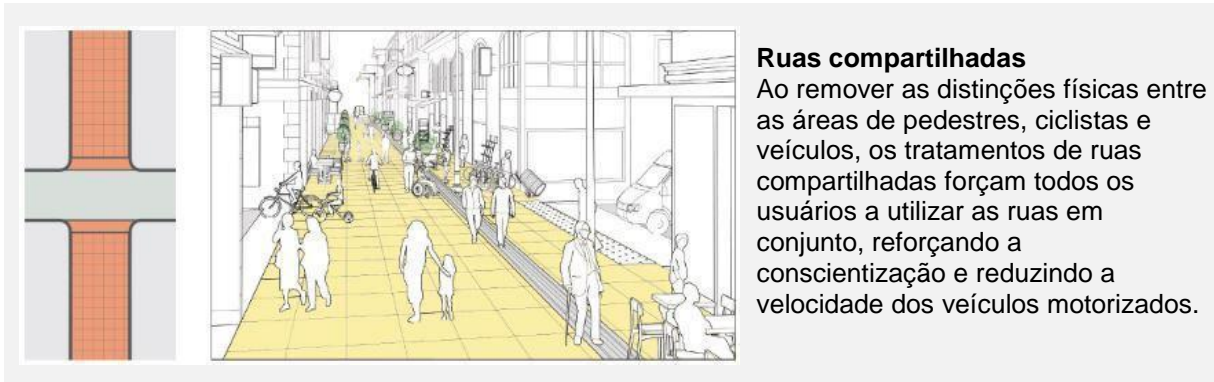 Ruas compartilhadas
Ao remover as distinções físicas entre
as áreas de pedestres, ciclistas e
veículos, os tratamentos de ruas
compartilhadas forçam todos os
usuários a utilizar as ruas em
conjunto, reforçando a
conscientização e reduzindo a
velocidade dos veículos motorizados.